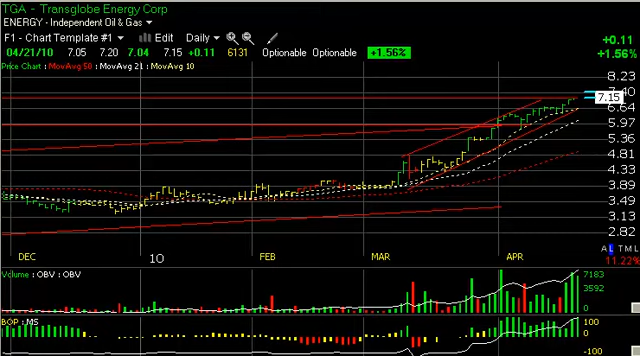 TGA - Transglobe Energy Corp
ENERGY - Independent Oil & Gas
F1 - Chart Template #1 Edit Daily
+0.11
04/21/10 7.05 7.20 7.04 7.15 +0.11 6131 Optionable Optionable +1.56%
+1.56%
Price Chart : MovAvg 50 : MovAvg 21 : MovAvg 10
8.23
7.40
7.15
6.64
5.97
5.36
4.81
4.33
3.89
3.49
3.13
2.82
A L TML
DEC 10 FEB MAR APR
11.22%
Volume : OBV : OBV
7183
3592
0
BOP : MS
100
0
-100